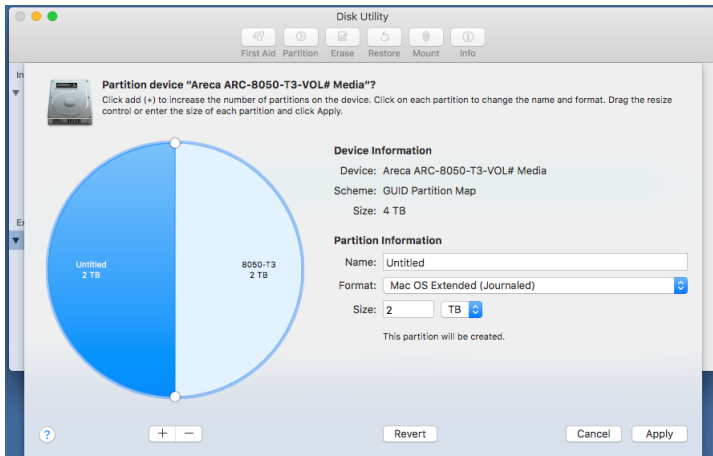 Disk Utility
First Aid Partition Erase Restore Mount Info
In
Partition device "Areca ARC-8050-T3-VOL# Media"?
Click add (+) to increase the number of partitions on the device. Click on each partition to change the name and format. Drag the resize
control or enter the size of each partition and click Apply.
Device Information
Device: Areca ARC-8050-T3-VOL# Media
Scheme: GUID Partition Map
Size: 4 TB
Ex
Partition Information
Untitled
2 TB
8050-T3
2 TB
Name: Untitled
Format: Mac OS Extended (Journaled)
Size: 2 TB
This partition will be created.
? + − Revert Cancel Apply